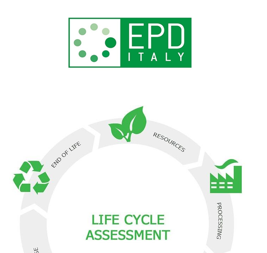 EPD
ITALY
END OF LIFE
RESOURCES
PROCESSING
LIFE CYCLE
ASSESSMENT